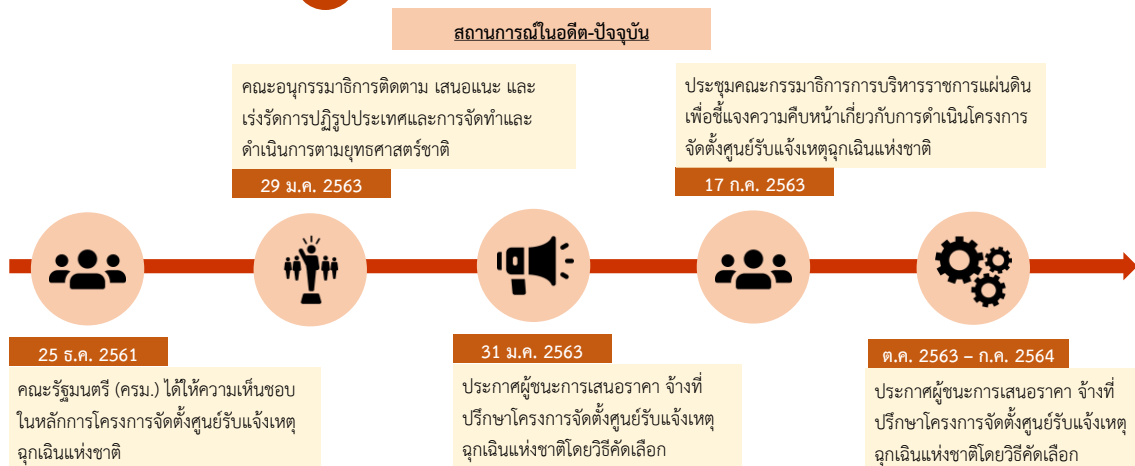 สถานการณ์ในอดีต-ปัจจุบัน
คณะอนุกรรมาธิการติดตาม เสนอแนะ และ
เร่งรัดการปฏิรูปประเทศและการจัดทำและ
ดำเนินการตามยุทธศาสตร์ชาติ
29 ม.ค. 2563
ประชุมคณะกรรมาธิการการบริหารราชการแผ่นดิน
เพื่อชี้แจงความคืบหน้าเกี่ยวกับการดำเนินโครงการ
จัดตั้งศูนย์รับแจ้งเหตุฉุกเฉินแห่งชาติ
17 ก.ค. 2563
25 ธ.ค. 2561
คณะรัฐมนตรี (ครม.) ได้ให้ความเห็นชอบ
ในหลักการโครงการจัดตั้งศูนย์รับแจ้งเหตุ
ฉุกเฉินแห่งชาติ
31 ม.ค. 2563
ประกาศผู้ชนะการเสนอราคา จ้างที่
ปรึกษาโครงการจัดตั้งศูนย์รับแจ้งเหตุ
ฉุกเฉินแห่งชาติโดยวิธีคัดเลือก
ต.ค. 2563 – ก.ค. 2564
ประกาศผู้ชนะการเสนอราคา จ้างที่
ปรึกษาโครงการจัดตั้งศูนย์รับแจ้งเหตุ
ฉุกเฉินแห่งชาติโดยวิธีคัดเลือก